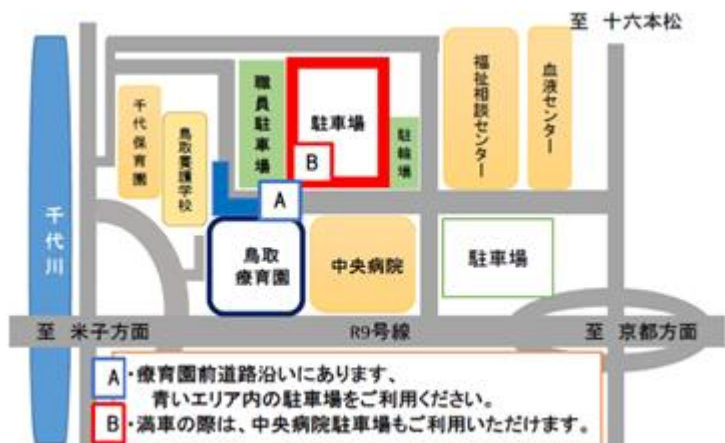 至 十六本松
職員駐車場
駐車場
B
駐輪場
福祉相談センター
血液センター
千代保育園
鳥取養護学校
A
千代川
鳥取
療育園
中央病院
駐車場
至 米子方面
R9号線
至 京都方面
A・療育園前道路沿いにあります、
青いエリア内の駐車場をご利用ください。
B・満車の際は、中央病院駐車場もご利用いただけます。